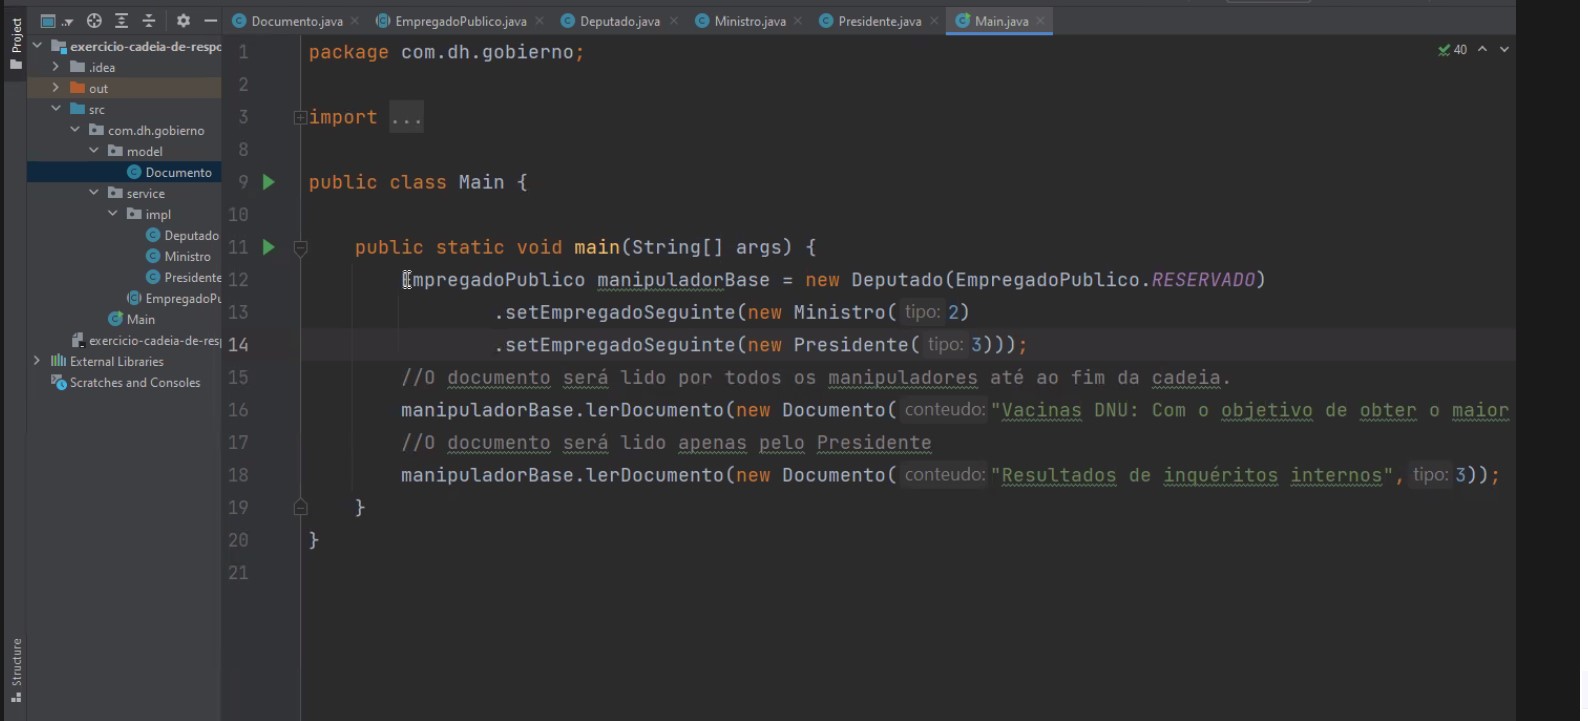 Project
Documento.java
EmpregadoPublico.java
Deputado.java
Ministro.java
Presidente.java
Main.java
exercicio-cadeia-de-respo
.idea
out
src
com.dh.gobierno
model
Documento
service
impl
Deputado
Ministro
Presidente
EmpregadoPu
Main
exercicio-cadeia-de-resp
External Libraries
Scratches and Consoles
Structure
40
1 package com.dh.gobierno;
2
3 import ...
8
9 public class Main {
10
11 public static void main(String[] args) {
12 EmpregadoPublico manipuladorBase = new Deputado(EmpregadoPublico.RESERVADO)
13 .setEmpregadoSeguinte(new Ministro( tipo: 2)
14 .setEmpregadoSeguinte(new Presidente( tipo: 3)));
15 //O documento será lido por todos os manipuladores até ao fim da cadeia.
16 manipuladorBase.lerDocumento(new Documento( conteudo: "Vacinas DNU: Com o objetivo de obter o maior
17 //O documento será lido apenas pelo Presidente
18 manipuladorBase.lerDocumento(new Documento( conteudo: "Resultados de inquéritos internos", tipo: 3));
19 }
20 }
21